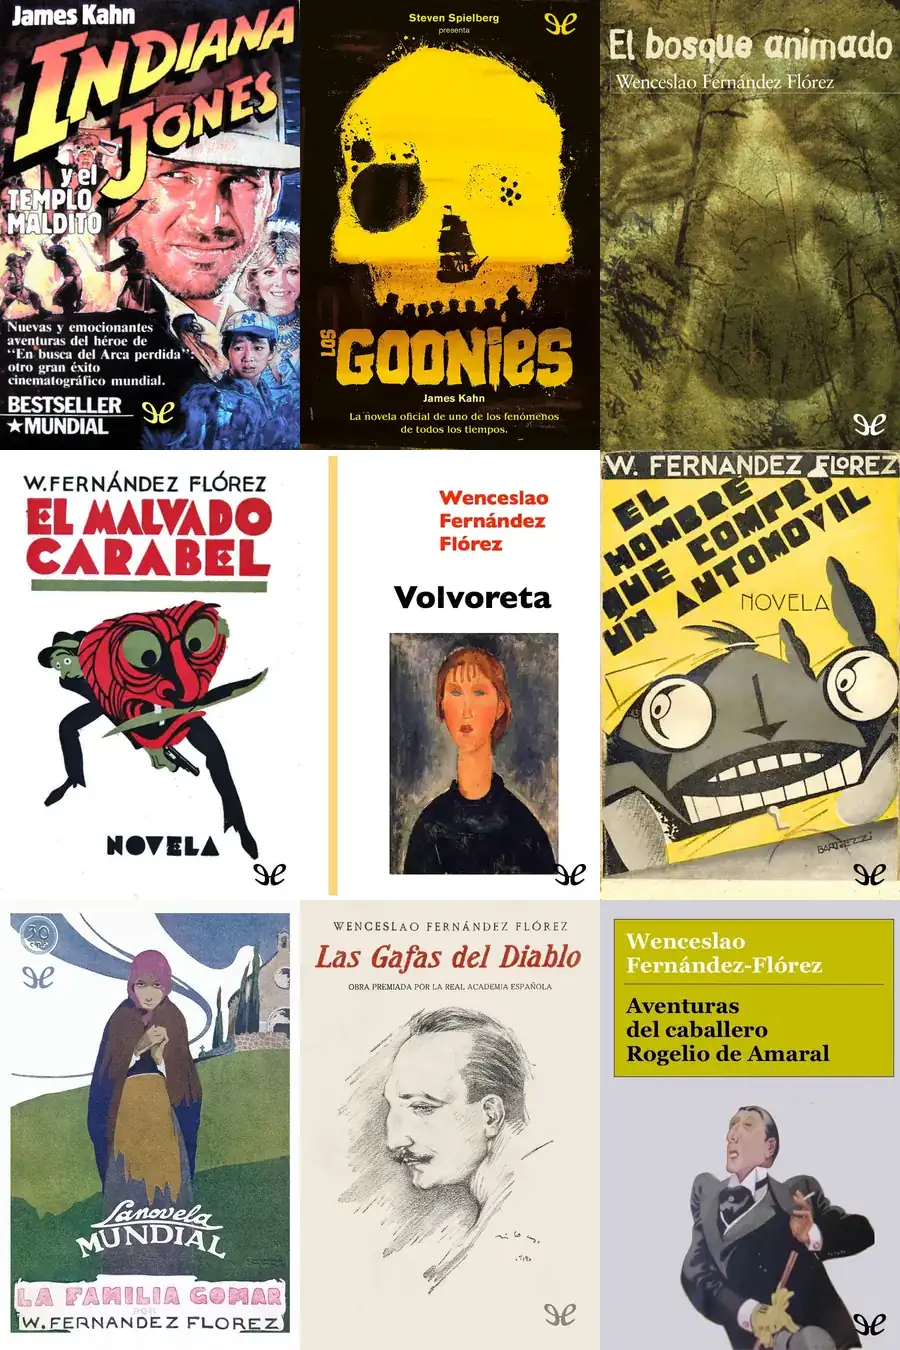 James Kahn
INDIANA
JONES
y el
TEMPLO
MALDITO
Nuevas y emocionantes
aventuras del héroe de
“En busca del Arca perdida”:
otro gran éxito
cinematográfico mundial.
BESTSELLER
★MUNDIAL
Steven Spielberg
presenta
LOS
GOONIES
James Kahn
La novela oficial de uno de los fenómenos
de todos los tiempos.
El bosque animado
Wenceslao Fernández Flórez
W. FERNÁNDEZ FLÓREZ
EL MALVADO
CARABEL
NOVELA
Wenceslao
Fernández
Flórez
Volvoreta
W. FERNANDEZ FLOREZ
EL
HOMBRE
QUE COMPRO
UN AUTOMOVIL
NOVELA
30
cts
La novela
MUNDIAL
LA FAMILIA GOMAR
POR
W. FERNANDEZ FLOREZ
WENCESLAO FERNÁNDEZ FLÓREZ
Las Gafas del Diablo
OBRA PREMIADA POR LA REAL ACADEMIA ESPAÑOLA
Wenceslao
Fernández-Flórez
Aventuras
del caballero
Rogelio de Amaral